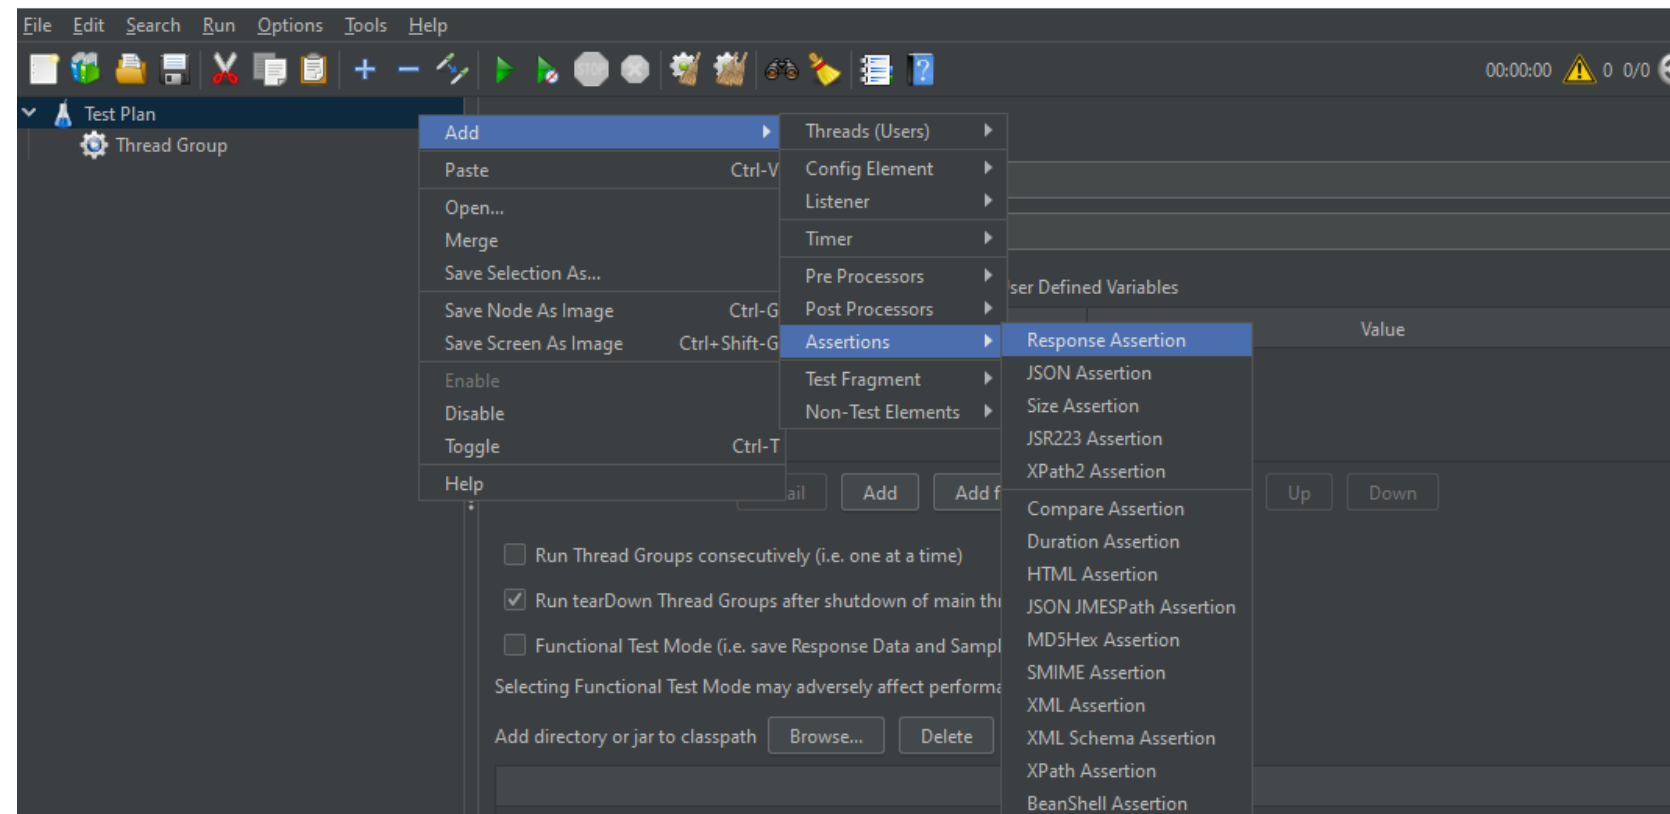 File Edit Search Run Options Tools Help
STOP
00:00:00 0 0/0
Test Plan
Thread Group
Add
Paste Ctrl-V
Open...
Merge
Save Selection As...
Save Node As Image Ctrl-G
Save Screen As Image Ctrl+Shift-G
Enable
Disable
Toggle Ctrl-T
Help
Threads (Users)
Config Element
Listener
Timer
Pre Processors
Post Processors
Assertions
Test Fragment
Non-Test Elements
Response Assertion
JSON Assertion
Size Assertion
JSR223 Assertion
XPath2 Assertion
Compare Assertion
Duration Assertion
HTML Assertion
JSON JMESPath Assertion
MD5Hex Assertion
SMIME Assertion
XML Assertion
XML Schema Assertion
XPath Assertion
BeanShell Assertion
ser Defined Variables
Value
ail Add Add f Up Down
Run Thread Groups consecutively (i.e. one at a time)
Run tearDown Thread Groups after shutdown of main thr
Functional Test Mode (i.e. save Response Data and Sampl
Selecting Functional Test Mode may adversely affect performa
Add directory or jar to classpath Browse... Delete